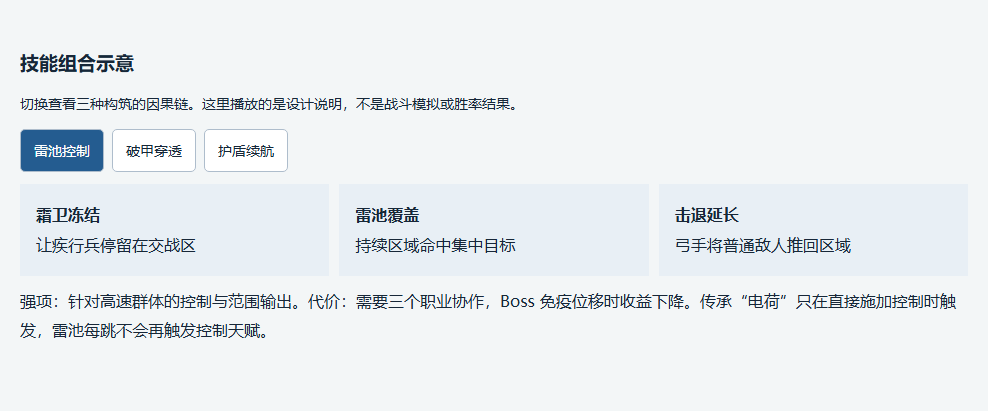 技能组合示意
切换查看三种构筑的因果链。这里播放的是设计说明，不是战斗模拟或胜率结果。
雷池控制 破甲穿透 护盾续航
霜卫冻结 雷池覆盖 击退延长
让疾行兵停留在交战区 持续区域命中集中目标 弓手将普通敌人推回区域
强项：针对高速群体的控制与范围输出。代价：需要三个职业协作，Boss 免疫位移时收益下降。传承“电荷”只在直接施加控制时触
发，雷池每跳不会再触发控制天赋。